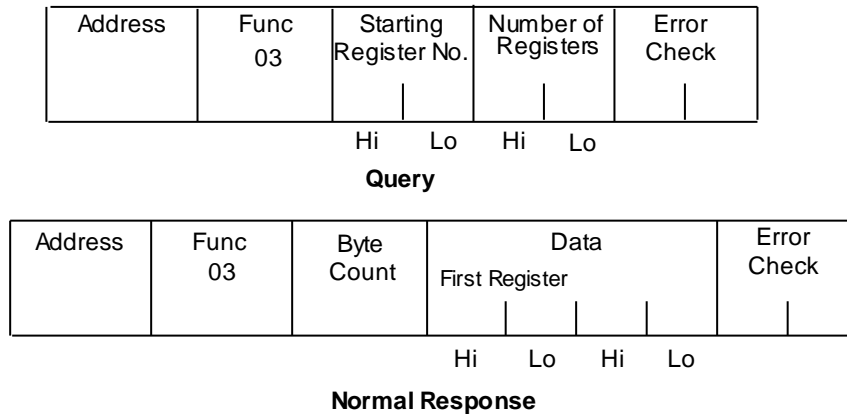 Address Func Starting Number of Error
03 Register No. Registers Check
Hi Lo Hi Lo
Query
Address Func Byte Data Error
03 Count First Register Check
Hi Lo Hi Lo
Normal Response